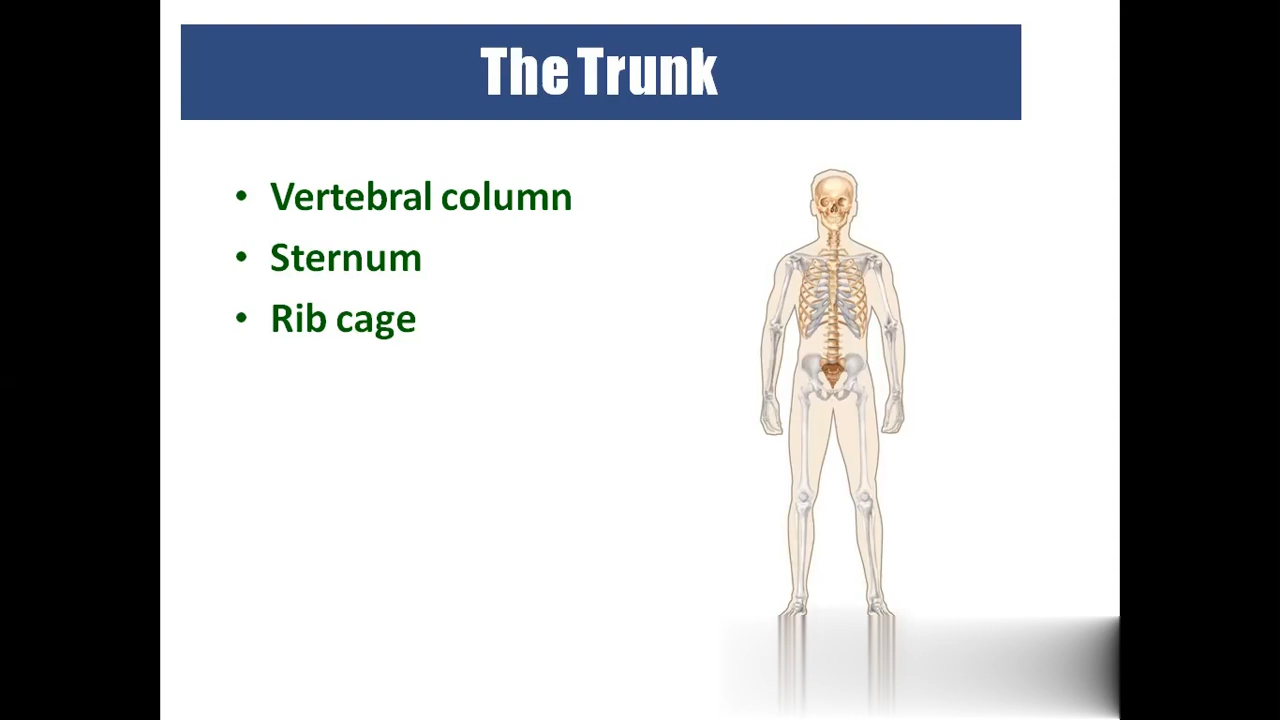 The Trunk
• Vertebral column
• Sternum
• Rib cage